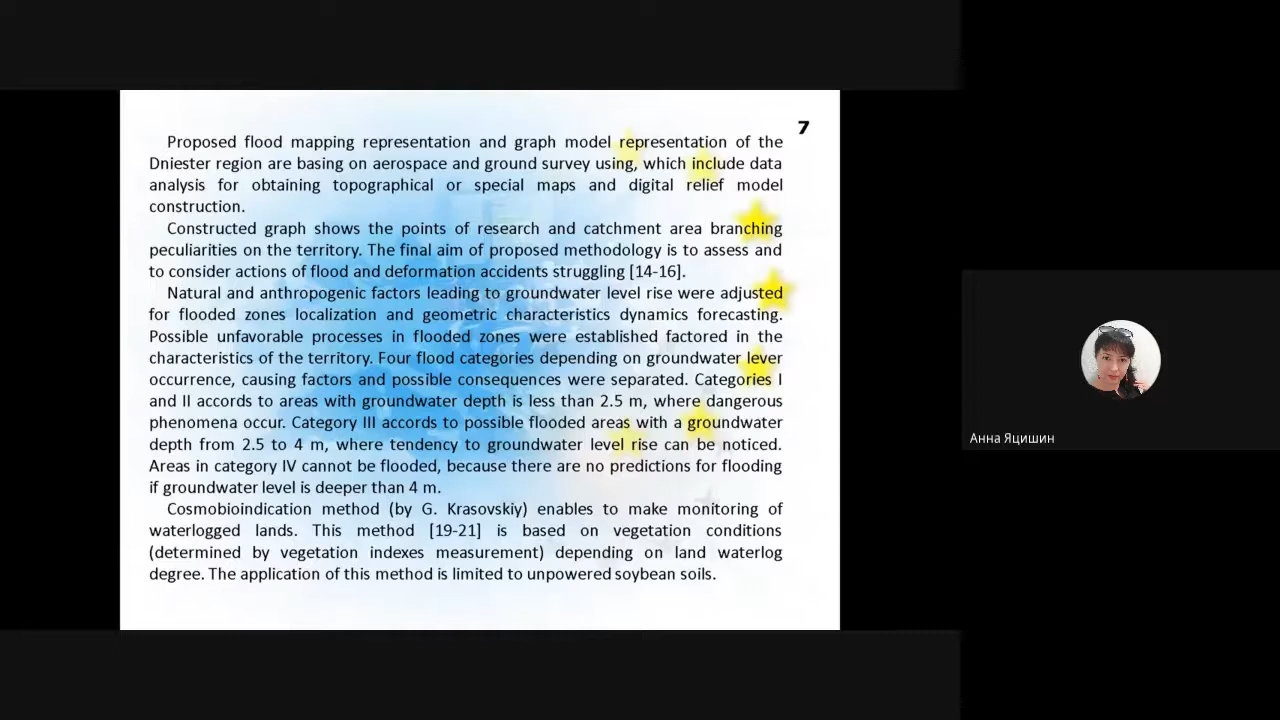 7
Proposed flood mapping representation and graph model representation of the
Dniester region are basing on aerospace and ground survey using, which include data
analysis for obtaining topographical or special maps and digital relief model
construction.
Constructed graph shows the points of research and catchment area branching
peculiarities on the territory. The final aim of proposed methodology is to assess and
to consider actions of flood and deformation accidents struggling [14-16].
Natural and anthropogenic factors leading to groundwater level rise were adjusted
for flooded zones localization and geometric characteristics dynamics forecasting.
Possible unfavorable processes in flooded zones were established factored in the
characteristics of the territory. Four flood categories depending on groundwater lever
occurrence, causing factors and possible consequences were separated. Categories I
and II accords to areas with groundwater depth is less than 2.5 m, where dangerous
phenomena occur. Category III accords to possible flooded areas with a groundwater
depth from 2.5 to 4 m, where tendency to groundwater level rise can be noticed.
Areas in category IV cannot be flooded, because there are no predictions for flooding
if groundwater level is deeper than 4 m.
Cosmobioindication method (by G. Krasovskiy) enables to make monitoring of
waterlogged lands. This method [19-21] is based on vegetation conditions
(determined by vegetation indexes measurement) depending on land waterlog
degree. The application of this method is limited to unpowered soybean soils.
Анна Яцишин